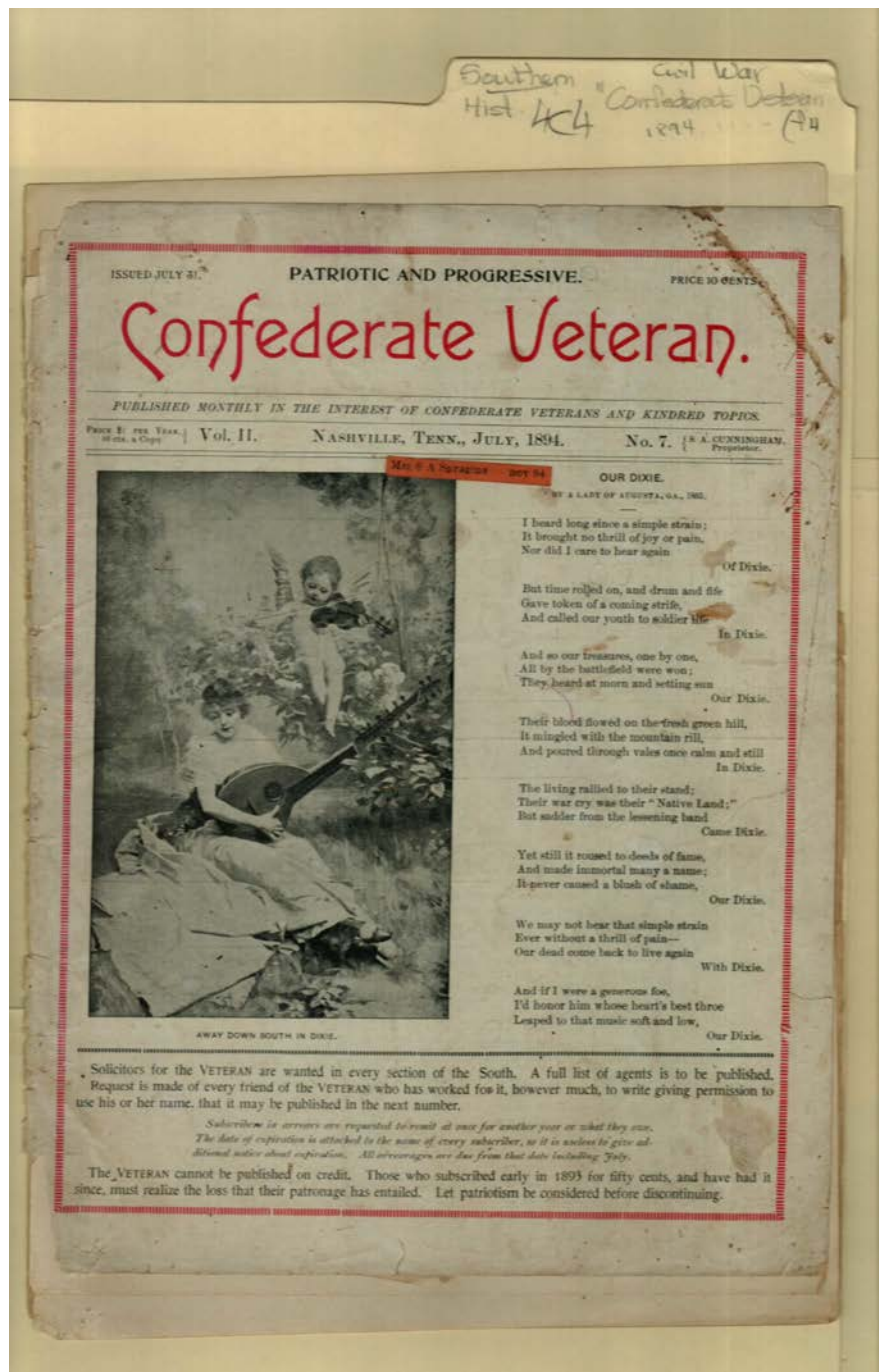 Southern
Hist. 4C4
Civil War
"Confederate Veteran
1894
ISSUED JULY 31.
PATRIOTIC AND PROGRESSIVE.
PRICE 10 CENTS.
Confederate Veteran.
PUBLISHED MONTHLY IN THE INTEREST OF CONFEDERATE VETERANS AND KINDRED TOPICS.
PRICE $1 PER YEAR.
10 cts. a Copy.
Vol. II.
NASHVILLE, TENN., JULY, 1894.
No. 7.
S. A. CUNNINGHAM,
Proprietor.
OUR DIXIE.
BY A LADY OF AUGUSTA, GA.,
I heard long since a simple strain;
It brought no thrill of joy or pain,
Nor did I care to hear again
Of Dixie.
But time rolled on, and drum and fife
Gave token of a coming strife,
And called our youth to soldier life
In Dixie.
And so our treasures, one by one,
All by the battlefield were won;
They heard at morn and setting sun
Our Dixie.
Their blood flowed on the fresh green hill,
It mingled with the mountain rill,
And poured through vales once calm and still
In Dixie.
The living rallied to their stand;
Their war cry was their "Native Land;"
But sadder from the lessening band
Came Dixie.
Yet still it roused to deeds of fame,
And made immortal many a name;
It never caused a blush of shame,
Our Dixie.
We may not hear that simple strain
Ever without a thrill of pain—
Our dead come back to live again
With Dixie.
And if I were a generous foe,
I'd honor him whose heart's best throe
Leaped to that music soft and low,
Our Dixie.
AWAY DOWN SOUTH IN DIXIE.
Solicitors for the VETERAN are wanted in every section of the South. A full list of agents is to be published.
Request is made of every friend of the VETERAN who has worked for it, however much, to write giving permission to
use his or her name, that it may be published in the next number.
Subscribers in arrears are requested to remit at once for another year or what they owe.
The date of expiration is attached to the name of every subscriber, so it is useless to give ad-
ditional notice about expiration. All arrearages are due from that date including July.
The VETERAN cannot be published on credit. Those who subscribed early in 1893 for fifty cents, and have had it
since, must realize the loss that their patronage has entailed. Let patriotism be considered before discontinuing.